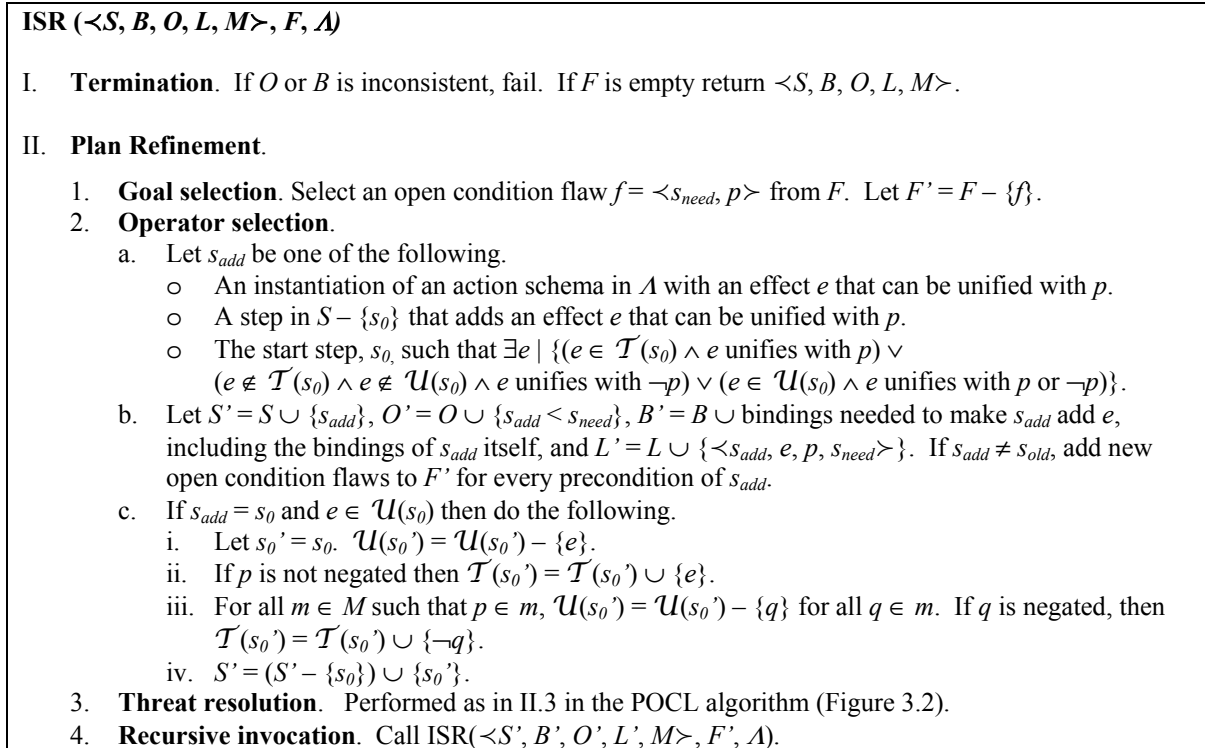 ISR (≺S, B, O, L, M≻, F, Λ)
I. Termination. If O or B is inconsistent, fail. If F is empty return ≺S, B, O, L, M≻.
II. Plan Refinement.
1. Goal selection. Select an open condition flaw f = ≺s_need, p≻ from F. Let F’ = F – {f}.
2. Operator selection.
a. Let s_add be one of the following.
o An instantiation of an action schema in Λ with an effect e that can be unified with p.
o A step in S – {s_0} that adds an effect e that can be unified with p.
o The start step, s_0, such that ∃e | {(e ∈ 𝒯(s_0) ∧ e unifies with p) ∨
(e ∉ 𝒯(s_0) ∧ e ∉ 𝒰(s_0) ∧ e unifies with ¬p) ∨ (e ∈ 𝒰(s_0) ∧ e unifies with p or ¬p)}.
b. Let S’ = S ∪ {s_add}, O’ = O ∪ {s_add < s_need}, B’ = B ∪ bindings needed to make s_add add e,
including the bindings of s_add itself, and L’ = L ∪ {≺s_add, e, p, s_need≻}. If s_add ≠ s_old, add new
open condition flaws to F’ for every precondition of s_add.
c. If s_add = s_0 and e ∈ 𝒰(s_0) then do the following.
i. Let s_0’ = s_0. 𝒰(s_0’) = 𝒰(s_0’) – {e}.
ii. If p is not negated then 𝒯(s_0’) = 𝒯(s_0’) ∪ {e}.
iii. For all m ∈ M such that p ∈ m, 𝒰(s_0’) = 𝒰(s_0’) – {q} for all q ∈ m. If q is negated, then
𝒯(s_0’) = 𝒯(s_0’) ∪ {¬q}.
iv. S’ = (S’ – {s_0}) ∪ {s_0’}.
3. Threat resolution. Performed as in II.3 in the POCL algorithm (Figure 3.2).
4. Recursive invocation. Call ISR(≺S’, B’, O’, L’, M≻, F’, Λ).